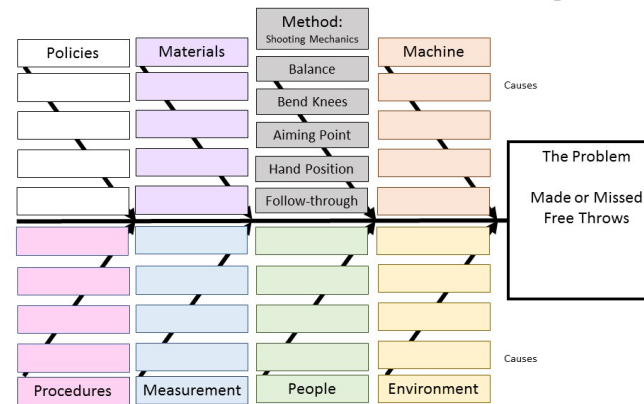 Method:
Shooting Mechanics
Policies
Materials
Machine
Balance
Causes
Bend Knees
Aiming Point
The Problem
Hand Position
Made or Missed
Free Throws
Follow-through
Causes
Procedures
Measurement
People
Environment